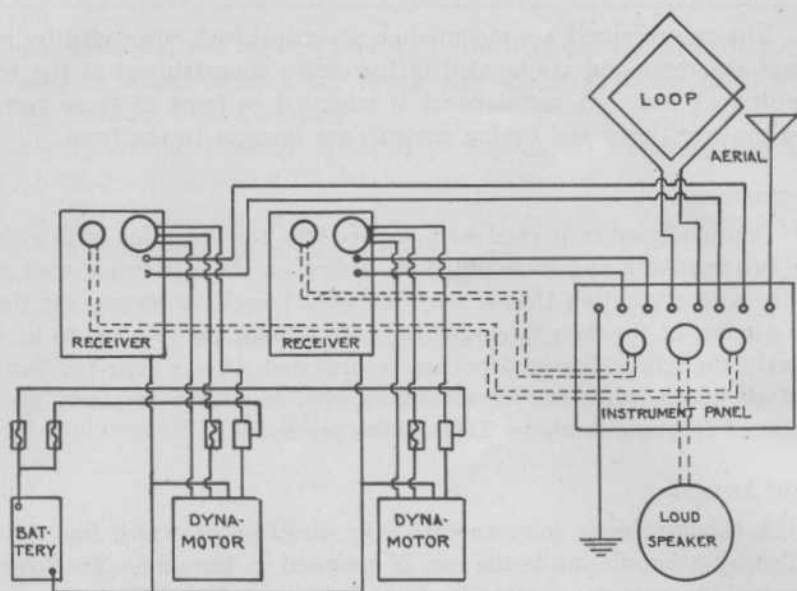 LOOP
AERIAL
RECEIVER
RECEIVER
INSTRUMENT PANEL
BAT-
TERY
DYNA-
MOTOR
DYNA-
MOTOR
LOUD
SPEAKER